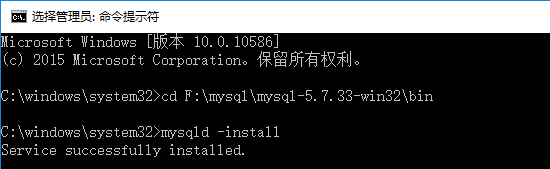 选择管理员: 命令提示符
Microsoft Windows [版本 10.0.10586]
(c) 2015 Microsoft Corporation。保留所有权利。
C:\windows\system32>cd F:\mysql\mysql-5.7.33-win32\bin
C:\windows\system32>mysqld -install
Service successfully installed.